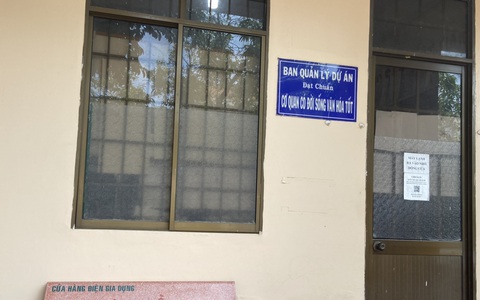 BAN QUẢN LÝ DỰ ÁN
Đạt Chuẩn
CƠ QUAN CÓ ĐỜI SỐNG VĂN HÓA TỐT
CỬA HÀNG ĐIỆN GIA DỤNG